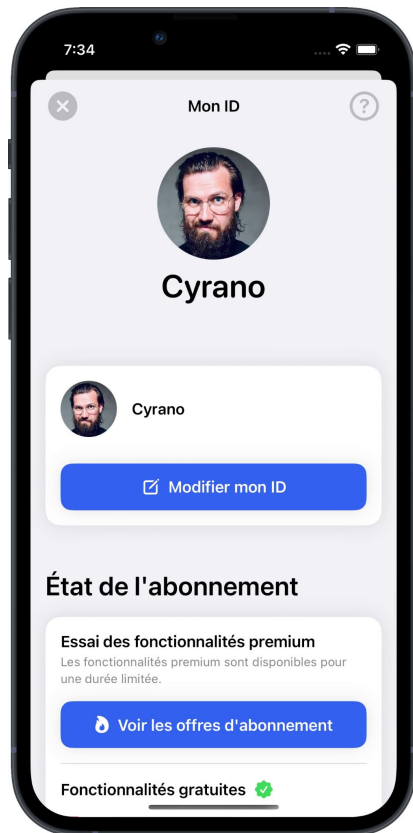 7:34
Mon ID
Cyrano
Cyrano
Modifier mon ID
État de l'abonnement
Essai des fonctionnalités premium
Les fonctionnalités premium sont disponibles pour
une durée limitée.
Voir les offres d'abonnement
Fonctionnalités gratuites